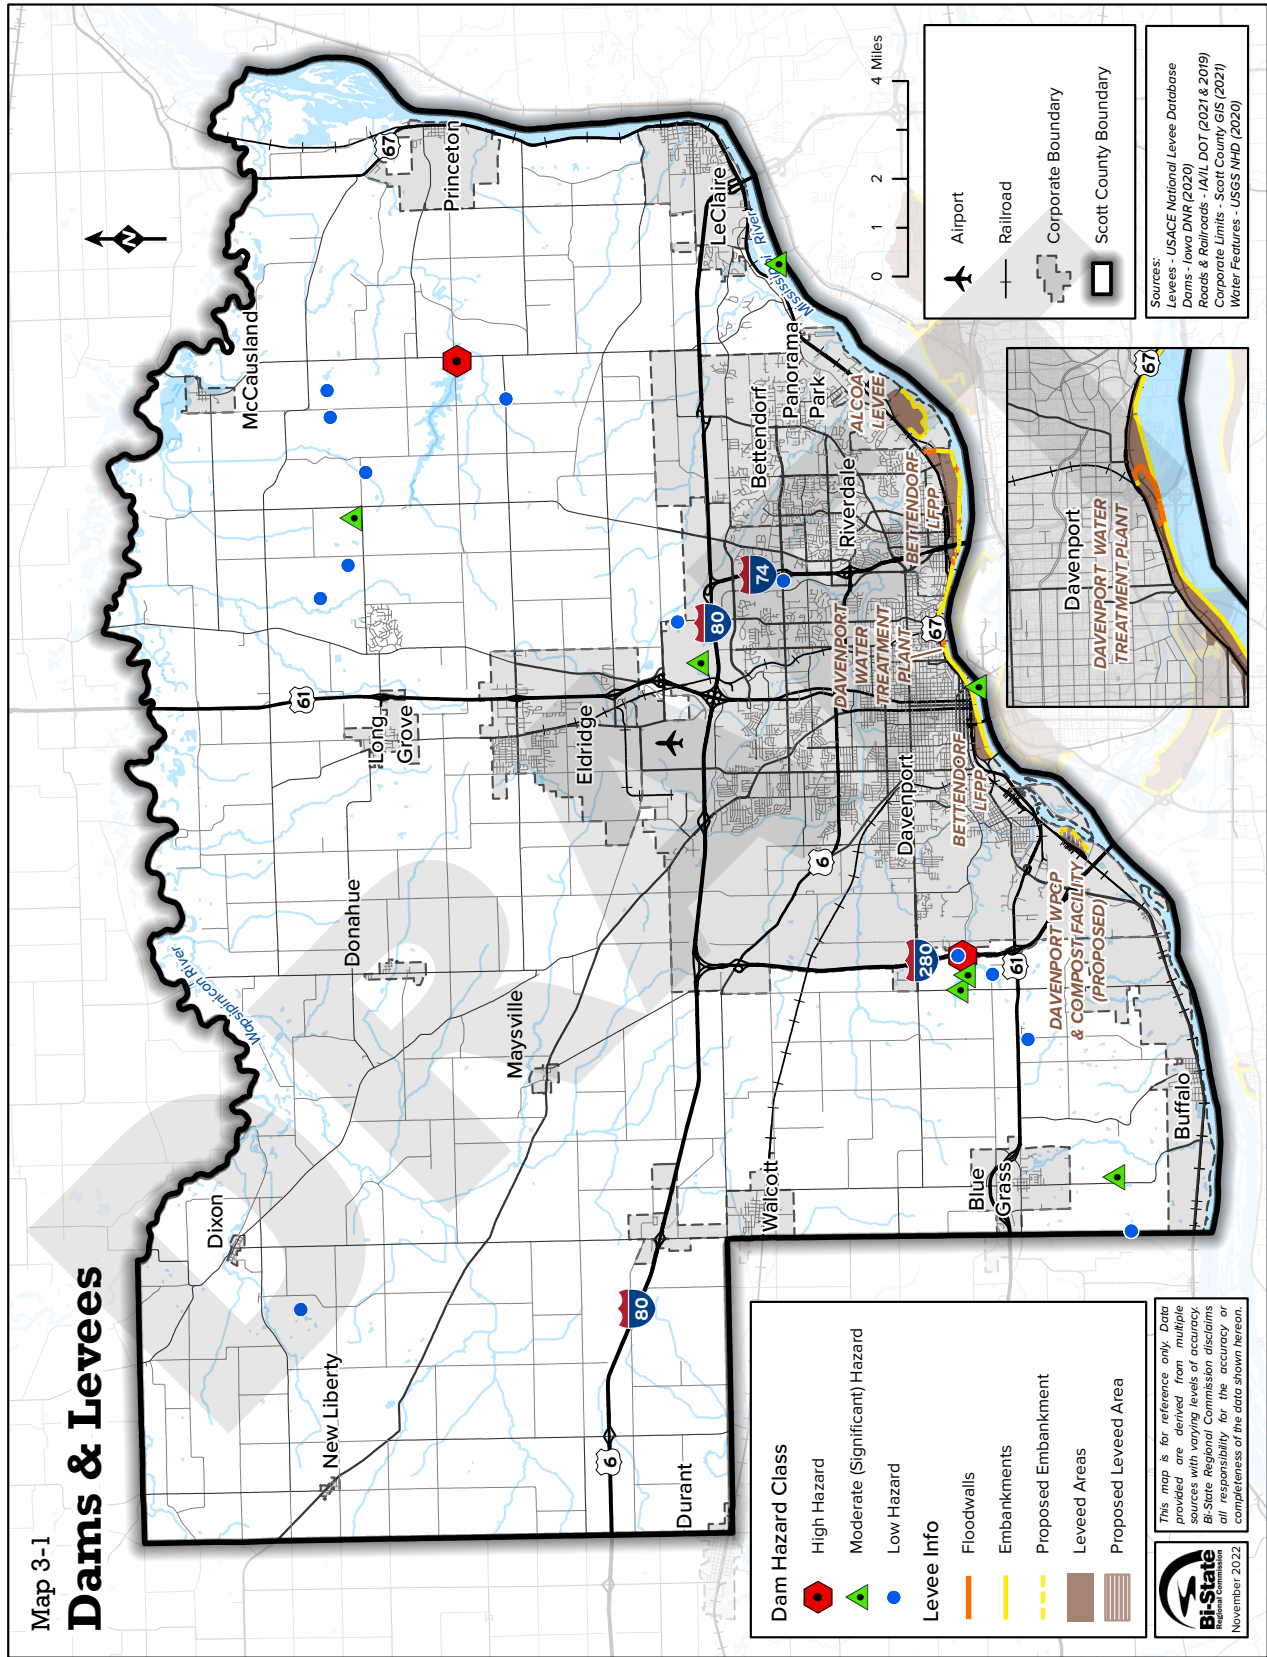 Map 3-1
Dams & Levees
N
Wapsipinicon River
McCausland
67
Princeton
Dixon
New Liberty
Donahue
Long
Grove
61
Maysville
Eldridge
LeClaire
Mississippi River
6
80
Durant
Walcott
6
80
74
Bettendorf
Panorama
Park
Riverdale
ALCOA
LEVEE
BETTENDORF
LFPP
DAVENPORT
WATER
TREATMENT
PLANT
67
Davenport
BETTENDORF
LFPP
280
61
DAVENPORT WPCP
& COMPOST FACILITY
(PROPOSED)
Blue
Grass
Buffalo
DRAFT
Dam Hazard Class
High Hazard
Moderate (Significant) Hazard
Low Hazard
Levee Info
Floodwalls
Embankments
Proposed Embankment
Leveed Areas
Proposed Leveed Area
Bi-State
Regional Commission
November 2022
This map is for reference only. Data
provided are derived from multiple
sources with varying levels of accuracy.
Bi-State Regional Commission disclaims
all responsibility for the accuracy or
completeness of the data shown hereon.
Davenport
DAVENPORT WATER
TREATMENT PLANT
67
0 1 2 4 Miles
Airport
Railroad
Corporate Boundary
Scott County Boundary
Sources:
Levees - USACE National Levee Database
Dams - Iowa DNR (2020)
Roads & Railroads - IA/IL DOT (2021 & 2019)
Corporate Limits - Scott County GIS (2021)
Water Features - USGS NHD (2020)